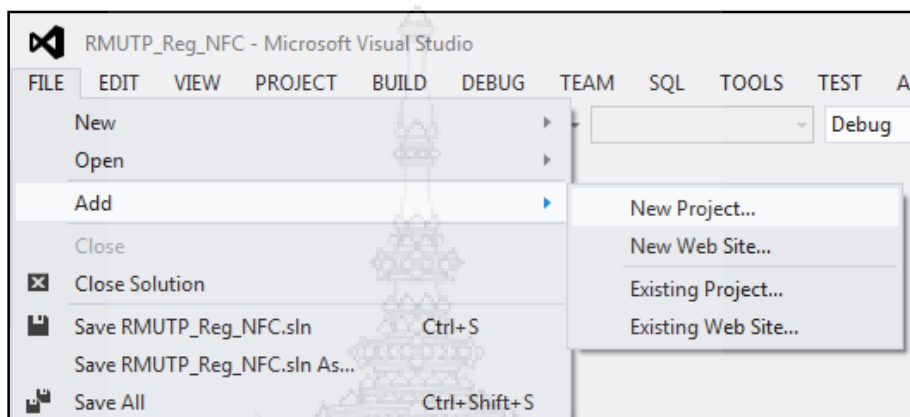 RMUTP_Reg_NFC - Microsoft Visual Studio
FILE EDIT VIEW PROJECT BUILD DEBUG TEAM SQL TOOLS TEST A
New
Debug
Open
Add
New Project...
New Web Site...
Close
Close Solution
Existing Project...
Save RMUTP_Reg_NFC.sln Ctrl+S
Existing Web Site...
Save RMUTP_Reg_NFC.sln As...
Save All Ctrl+Shift+S